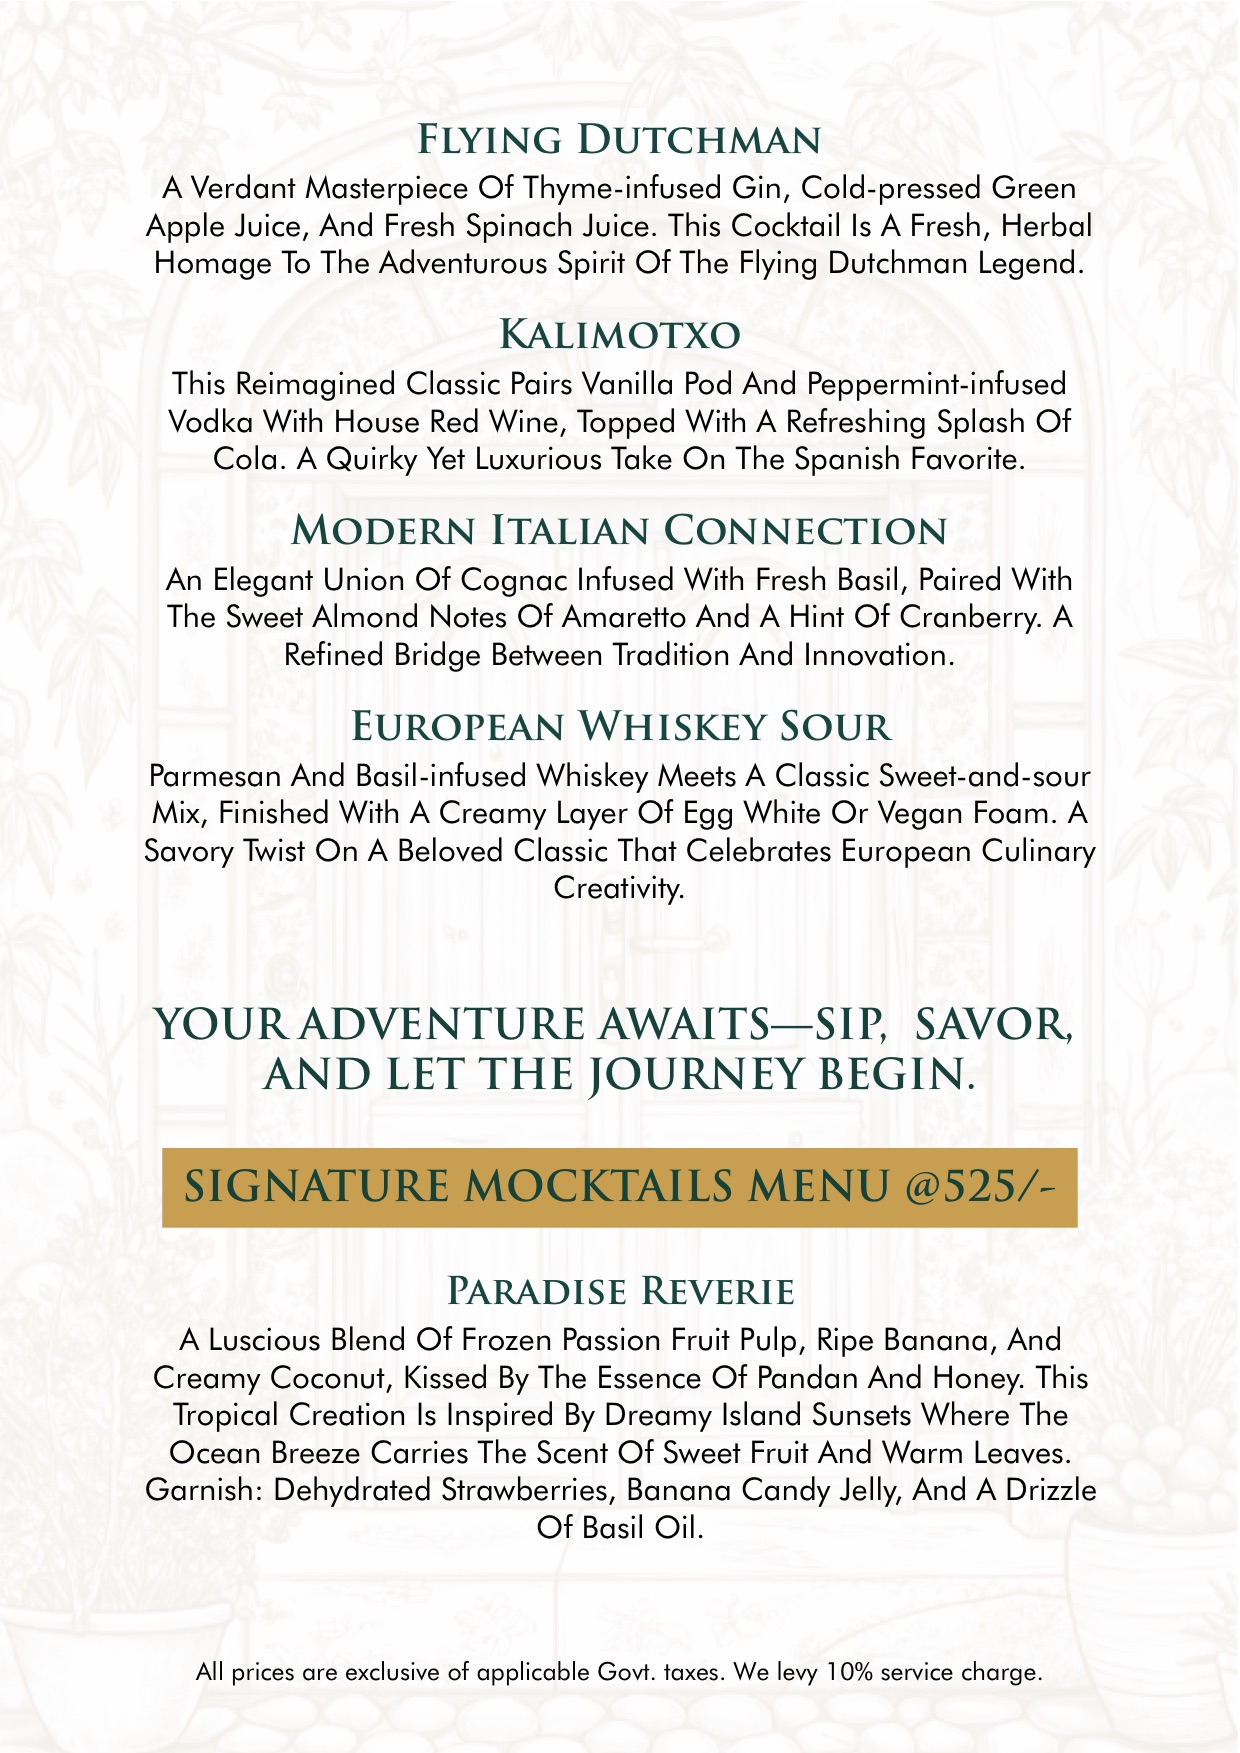 Flying Dutchman
A Verdant Masterpiece Of Thyme-infused Gin, Cold-pressed Green
Apple Juice, And Fresh Spinach Juice. This Cocktail Is A Fresh, Herbal
Homage To The Adventurous Spirit Of The Flying Dutchman Legend.
Kalimotxo
This Reimagined Classic Pairs Vanilla Pod And Peppermint-infused
Vodka With House Red Wine, Topped With A Refreshing Splash Of
Cola. A Quirky Yet Luxurious Take On The Spanish Favorite.
Modern Italian Connection
An Elegant Union Of Cognac Infused With Fresh Basil, Paired With
The Sweet Almond Notes Of Amaretto And A Hint Of Cranberry. A
Refined Bridge Between Tradition And Innovation.
European Whiskey Sour
Parmesan And Basil-infused Whiskey Meets A Classic Sweet-and-sour
Mix, Finished With A Creamy Layer Of Egg White Or Vegan Foam. A
Savory Twist On A Beloved Classic That Celebrates European Culinary
Creativity.
YOUR ADVENTURE AWAITS—SIP, SAVOR,
AND LET THE JOURNEY BEGIN.
SIGNATURE MOCKTAILS MENU @525/-
Paradise Reverie
A Luscious Blend Of Frozen Passion Fruit Pulp, Ripe Banana, And
Creamy Coconut, Kissed By The Essence Of Pandan And Honey. This
Tropical Creation Is Inspired By Dreamy Island Sunsets Where The
Ocean Breeze Carries The Scent Of Sweet Fruit And Warm Leaves.
Garnish: Dehydrated Strawberries, Banana Candy Jelly, And A Drizzle
Of Basil Oil.
All prices are exclusive of applicable Govt. taxes. We levy 10% service charge.